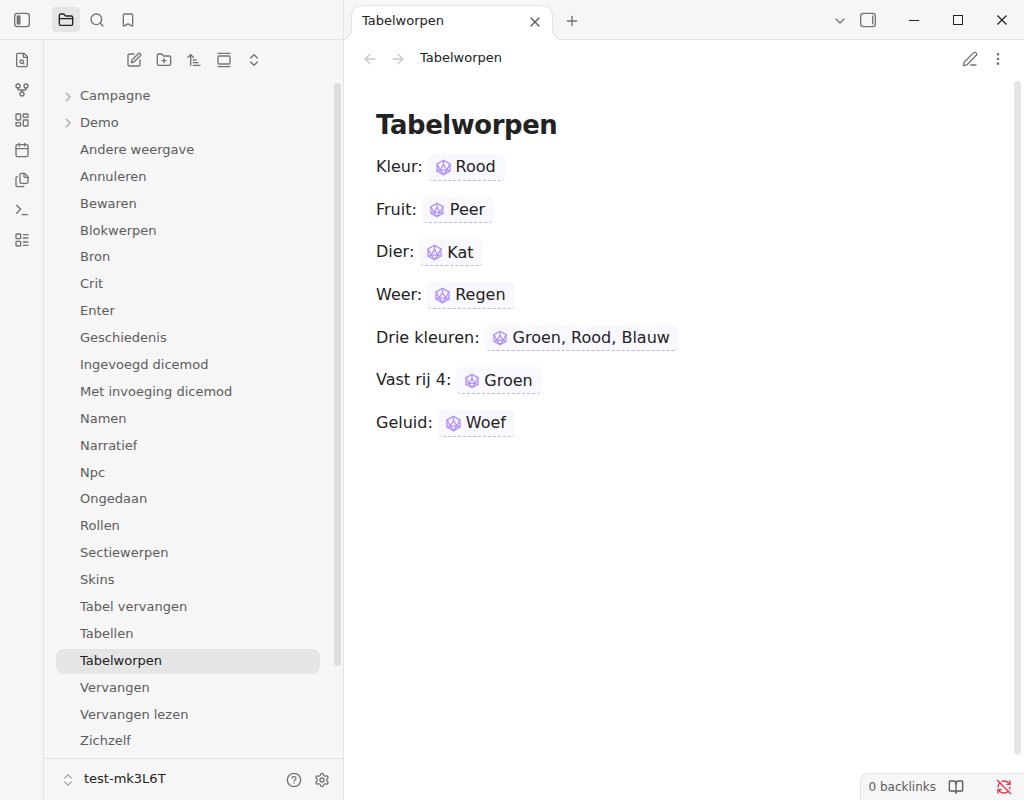 Tabelworpen
Tabelworpen
Campagne
Demo
Andere weergave
Annuleren
Bewaren
Blokwerpen
Bron
Crit
Enter
Geschiedenis
Ingevoegd dicemod
Met invoeging dicemod
Namen
Narratief
Npc
Ongedaan
Rollen
Sectiewerpen
Skins
Tabel vervangen
Tabellen
Tabelworpen
Vervangen
Vervangen lezen
Zichzelf
test-mk3L6T
Tabelworpen
Kleur: Rood
Fruit: Peer
Dier: Kat
Weer: Regen
Drie kleuren: Groen, Rood, Blauw
Vast rij 4: Groen
Geluid: Woef
0 backlinks